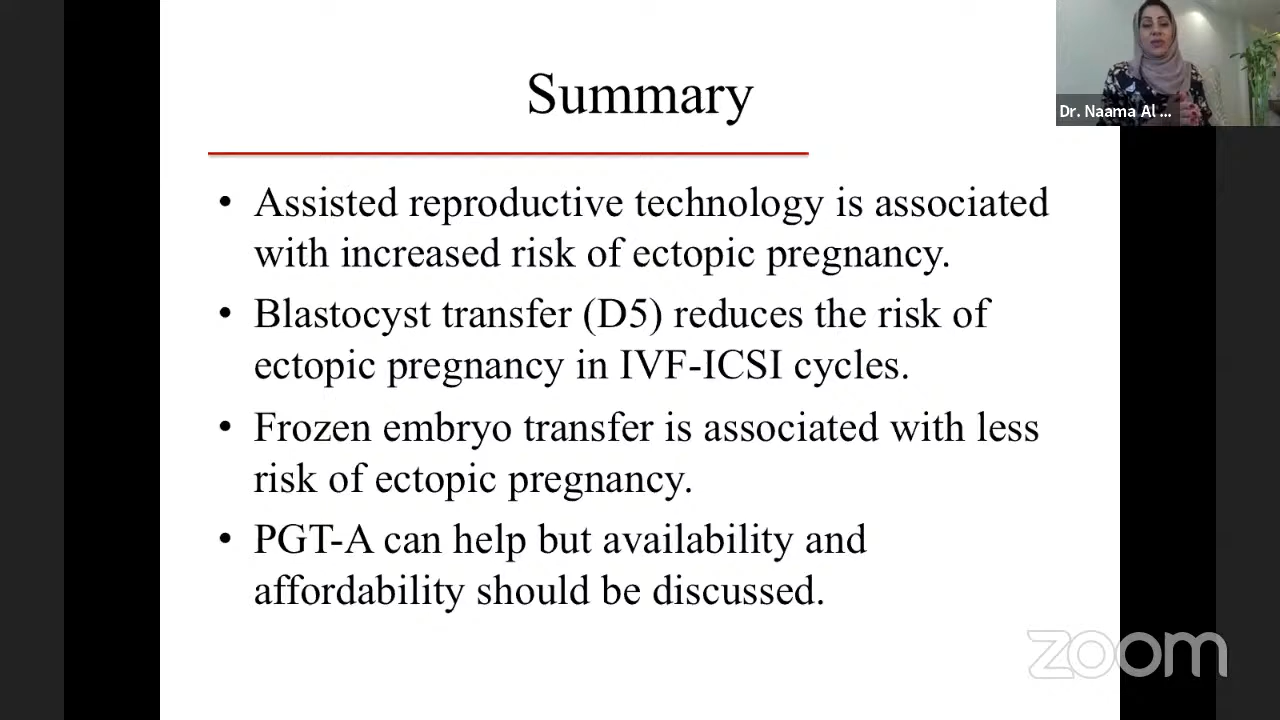 Summary
• Assisted reproductive technology is associated
with increased risk of ectopic pregnancy.
• Blastocyst transfer (D5) reduces the risk of
ectopic pregnancy in IVF-ICSI cycles.
• Frozen embryo transfer is associated with less
risk of ectopic pregnancy.
• PGT-A can help but availability and
affordability should be discussed.
Dr. Naama Al ...
zoom